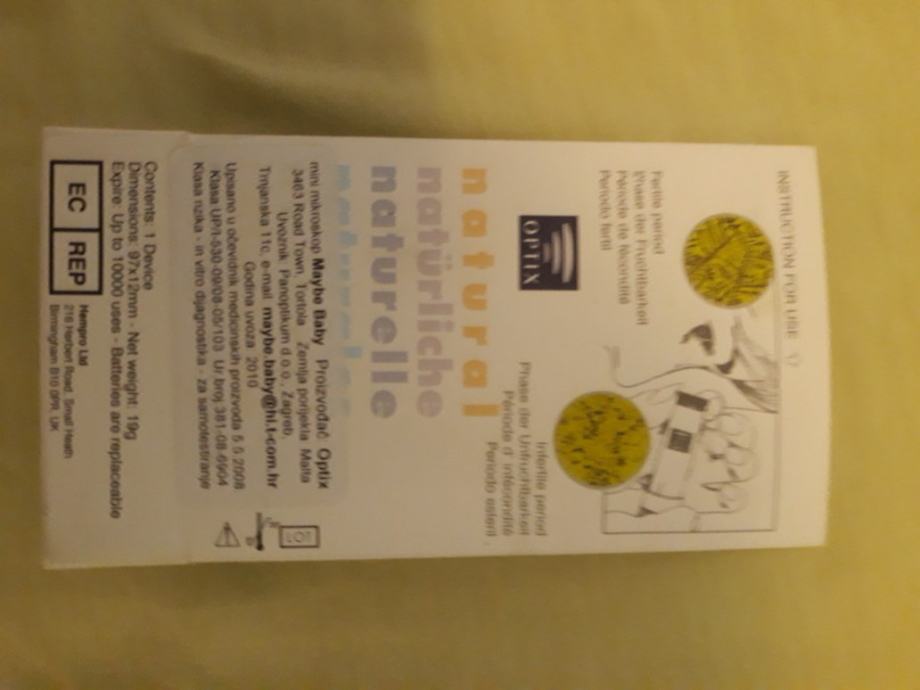 INSTRUCTION FOR USE
Fertile period
Phase der Fruchtbarkeit
Période de fécondité
Periodo fertil
Infertile period
Phase der Unfruchtbarkeit
Période d'infécondité
Periodo esteril
OPTIX
natural
natürliche
naturelle
mini mikroskop Maybe Baby Proizvođač Optix
3463 Road Town, Tortola Zemlja porijekla Malta
Uvoznik Panoptikum d.o.o., Zagreb,
Trnjanska 11c, e-mail maybe.baby@hi.t-com.hr
Godina uvoza 2010
Upisano u očevidnik medicinskih proizvoda 5 5 2008
Klasa UP/I-530-09/08-05/103 Ur broj 381-08-69/04
Klasa rizika - in vitro dijagnostika - za samotestiranje
LOT
Contents: 1 Device
Dimensions: 97x12mm - Net weight: 19g
Expire: Up to 10000 uses - Batteries are replaceable
EC REP
Hempro Ltd
216 Herbert Road, Small Heath
Birmingham B10 0PR, UK